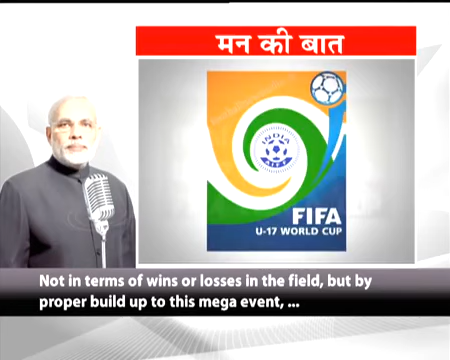 मन की बात
INDIA
AIFF
FIFA
U-17 WORLD CUP
Not in terms of wins or losses in the field, but by
proper build up to this mega event, ...